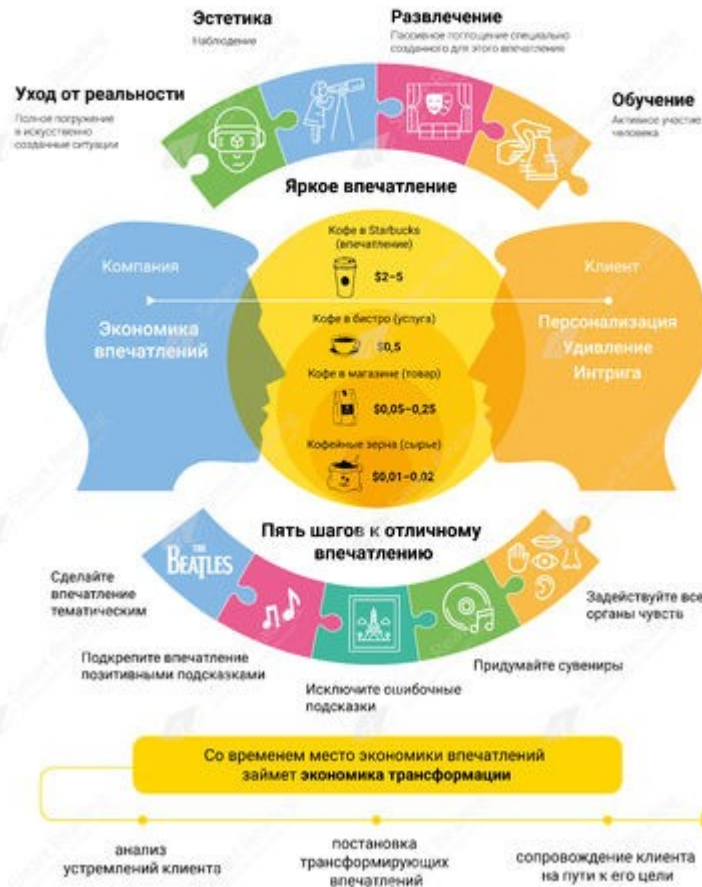 Эстетика
Наблюдение
Развлечение
Пассивное поглощение специально
созданного для этого впечатления
Уход от реальности
Полное погружение
в искусственно
созданные ситуации
Обучение
Активное участие
человека
Яркое впечатление
Компания
Экономика
впечатлений
Кофе в Starbucks
(впечатление)
$2–5
Кофе в бистро (услуга)
$0,5
Кофе в магазине (товар)
$0,05–0,25
Кофейные зерна (сырье)
$0,01–0,02
Клиент
Персонализация
Удивление
Интрига
Пять шагов к отличному
впечатлению
THE
BEATLES
Сделайте
впечатление
тематическим
Подкрепите впечатление
позитивными подсказками
Исключите ошибочные
подсказки
Придумайте сувениры
Задействуйте все
органы чувств
Со временем место экономики впечатлений
займет экономика трансформации
анализ
устремлений клиента
постановка
трансформирующих
впечатлений
сопровождение клиента
на пути к его цели